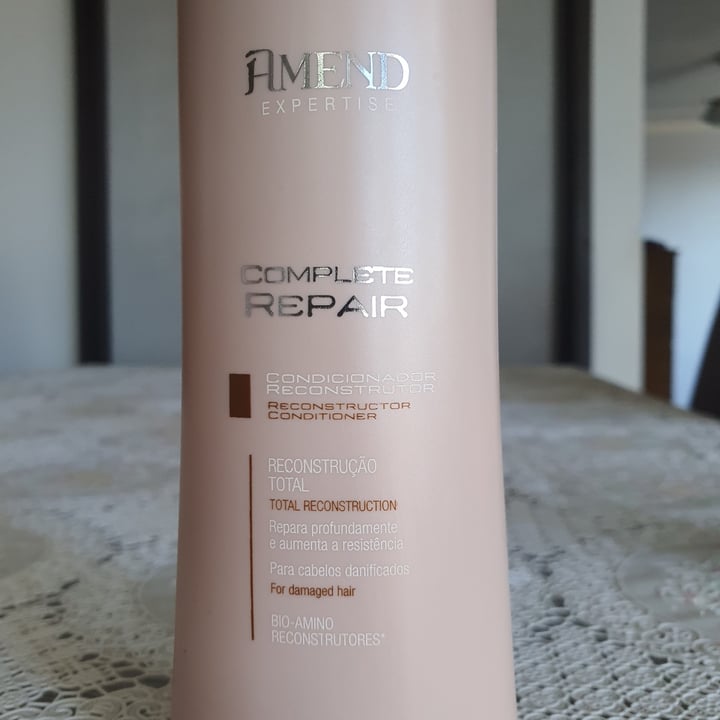 AMEND
EXPERTISE
COMPLETE
REPAIR
CONDICIONADOR
RECONSTRUTOR
RECONSTRUCTOR
CONDITIONER
RECONSTRUÇÃO
TOTAL
TOTAL RECONSTRUCTION
Repara profundamente
e aumenta a resistência
Para cabelos danificados
For damaged hair
BIO-AMINO
RECONSTRUTORES*